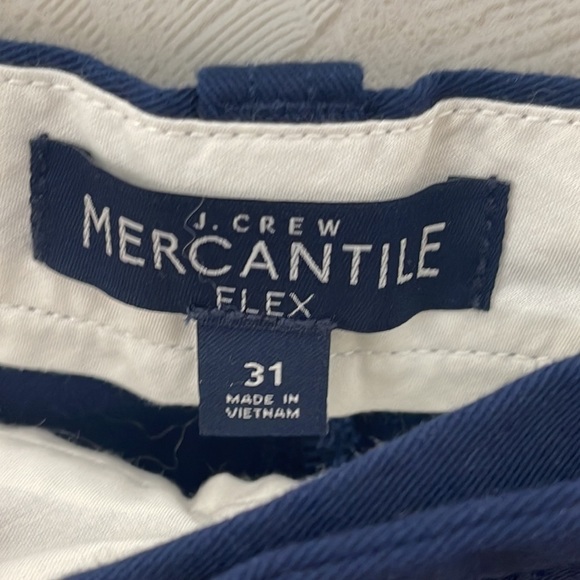 J. CREW
MERCANTILE
FLEX
31
MADE IN
VIETNAM